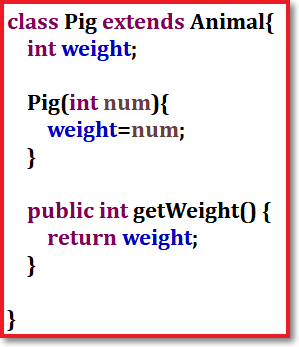 class Pig extends Animal{
int weight;
Pig(int num){
weight=num;
}
public int getWeight() {
return weight;
}
}